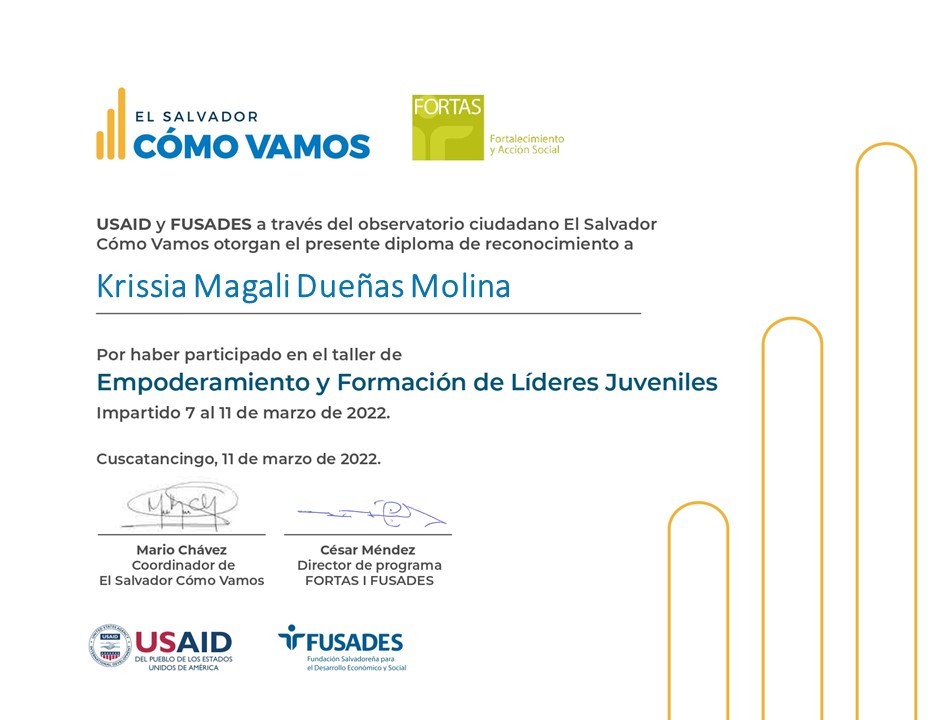 EL SALVADOR
CÓMO VAMOS
FORTAS
Fortalecimiento
y Acción Social
USAID y FUSADES a través del observatorio ciudadano El Salvador
Cómo Vamos otorgan el presente diploma de reconocimiento a
Krissia Magali Dueñas Molina
Por haber participado en el taller de
Empoderamiento y Formación de Líderes Juveniles
Impartido 7 al 11 de marzo de 2022.
Cuscatancingo, 11 de marzo de 2022.
Mario Chávez
Coordinador de
El Salvador Cómo Vamos
César Méndez
Director de programa
FORTAS I FUSADES
USAID
USAID
DEL PUEBLO DE LOS ESTADOS
UNIDOS DE AMÉRICA
FUSADES
Fundación Salvadoreña para
el Desarrollo Económico y Social